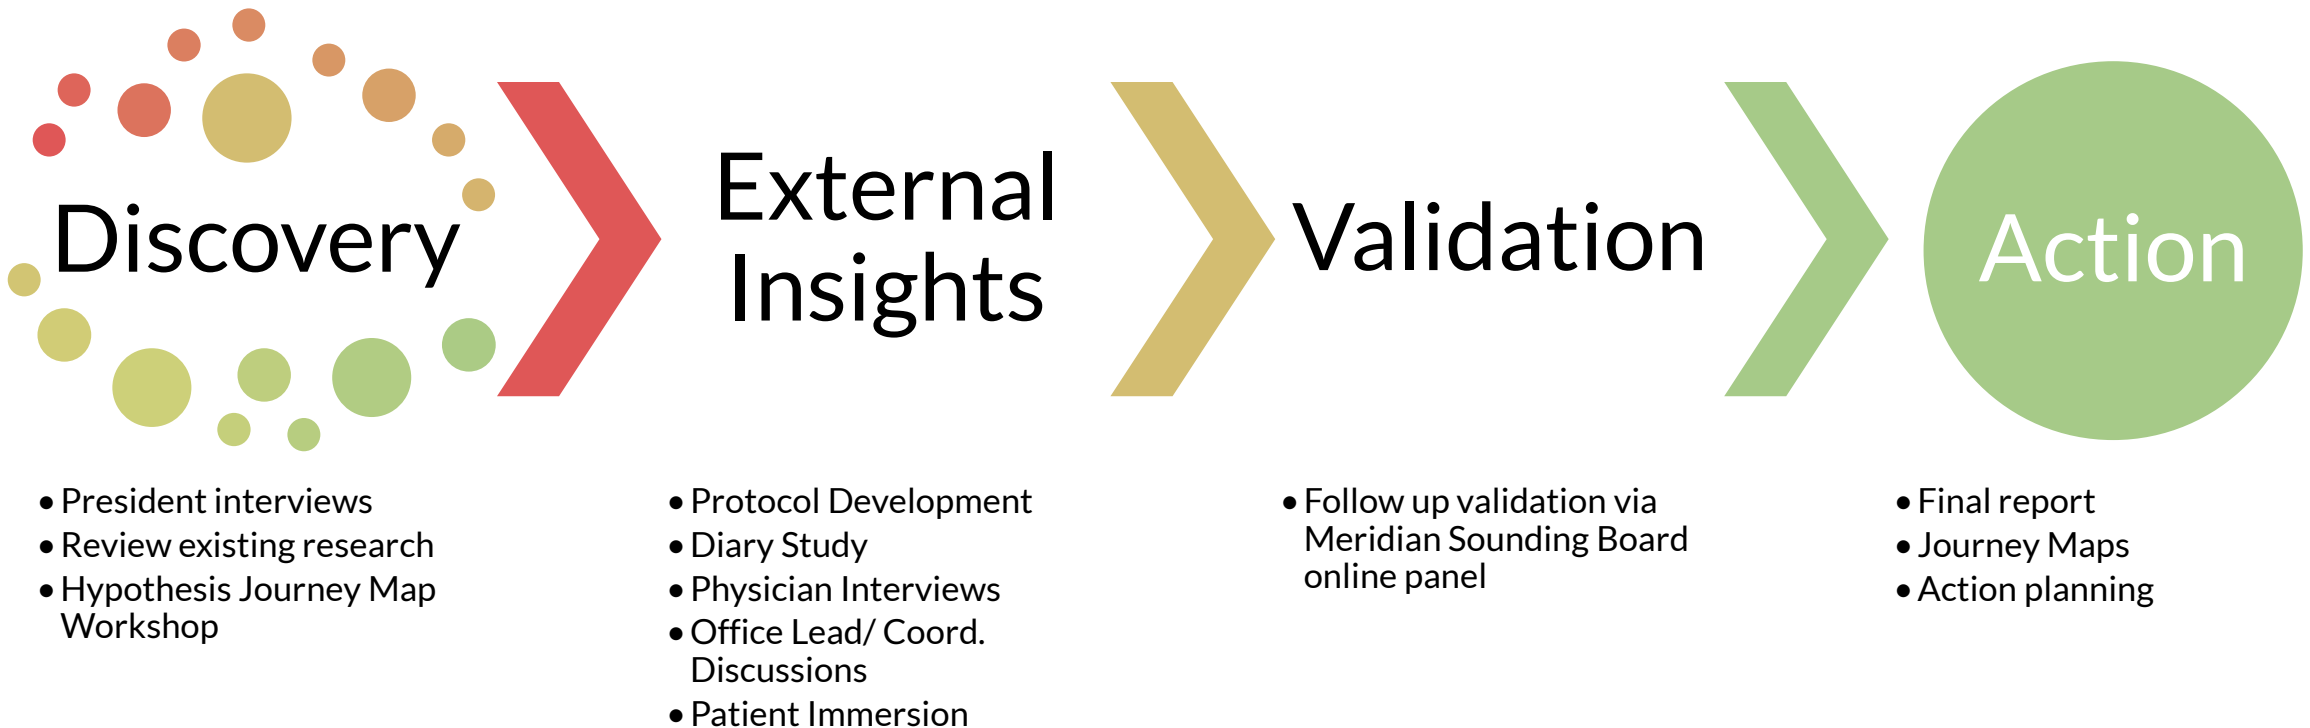 Discovery
External
Insights
Validation
Action
• President interviews
• Review existing research
• Hypothesis Journey Map
Workshop
• Protocol Development
• Diary Study
• Physician Interviews
• Office Lead/ Coord.
Discussions
• Patient Immersion
• Follow up validation via
Meridian Sounding Board
online panel
• Final report
• Journey Maps
• Action planning